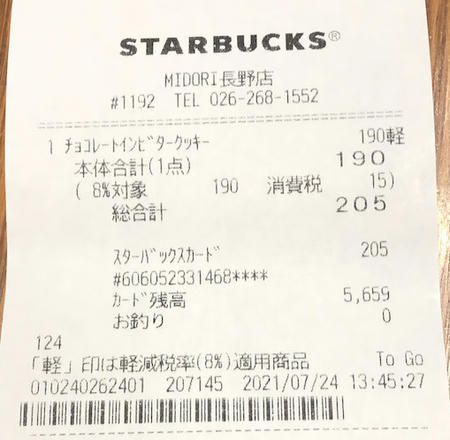 STARBUCKS®
MIDORI長野店
#1192 TEL 026-268-1552
1 ﾁｮｺﾚｰﾄｲﾝﾋﾞﾀｰｸｯｷｰ 190軽
本体合計(1点) 190
( 8%対象 190 消費税 15)
総合計 205
ｽﾀｰﾊﾞｯｸｽｶｰﾄﾞ 205
#606052331468****
ｶｰﾄﾞ残高 5,659
お釣り 0
124
「軽」印は軽減税率(8%)適用商品 To Go
010240262401 207145 2021/07/24 13:45:27